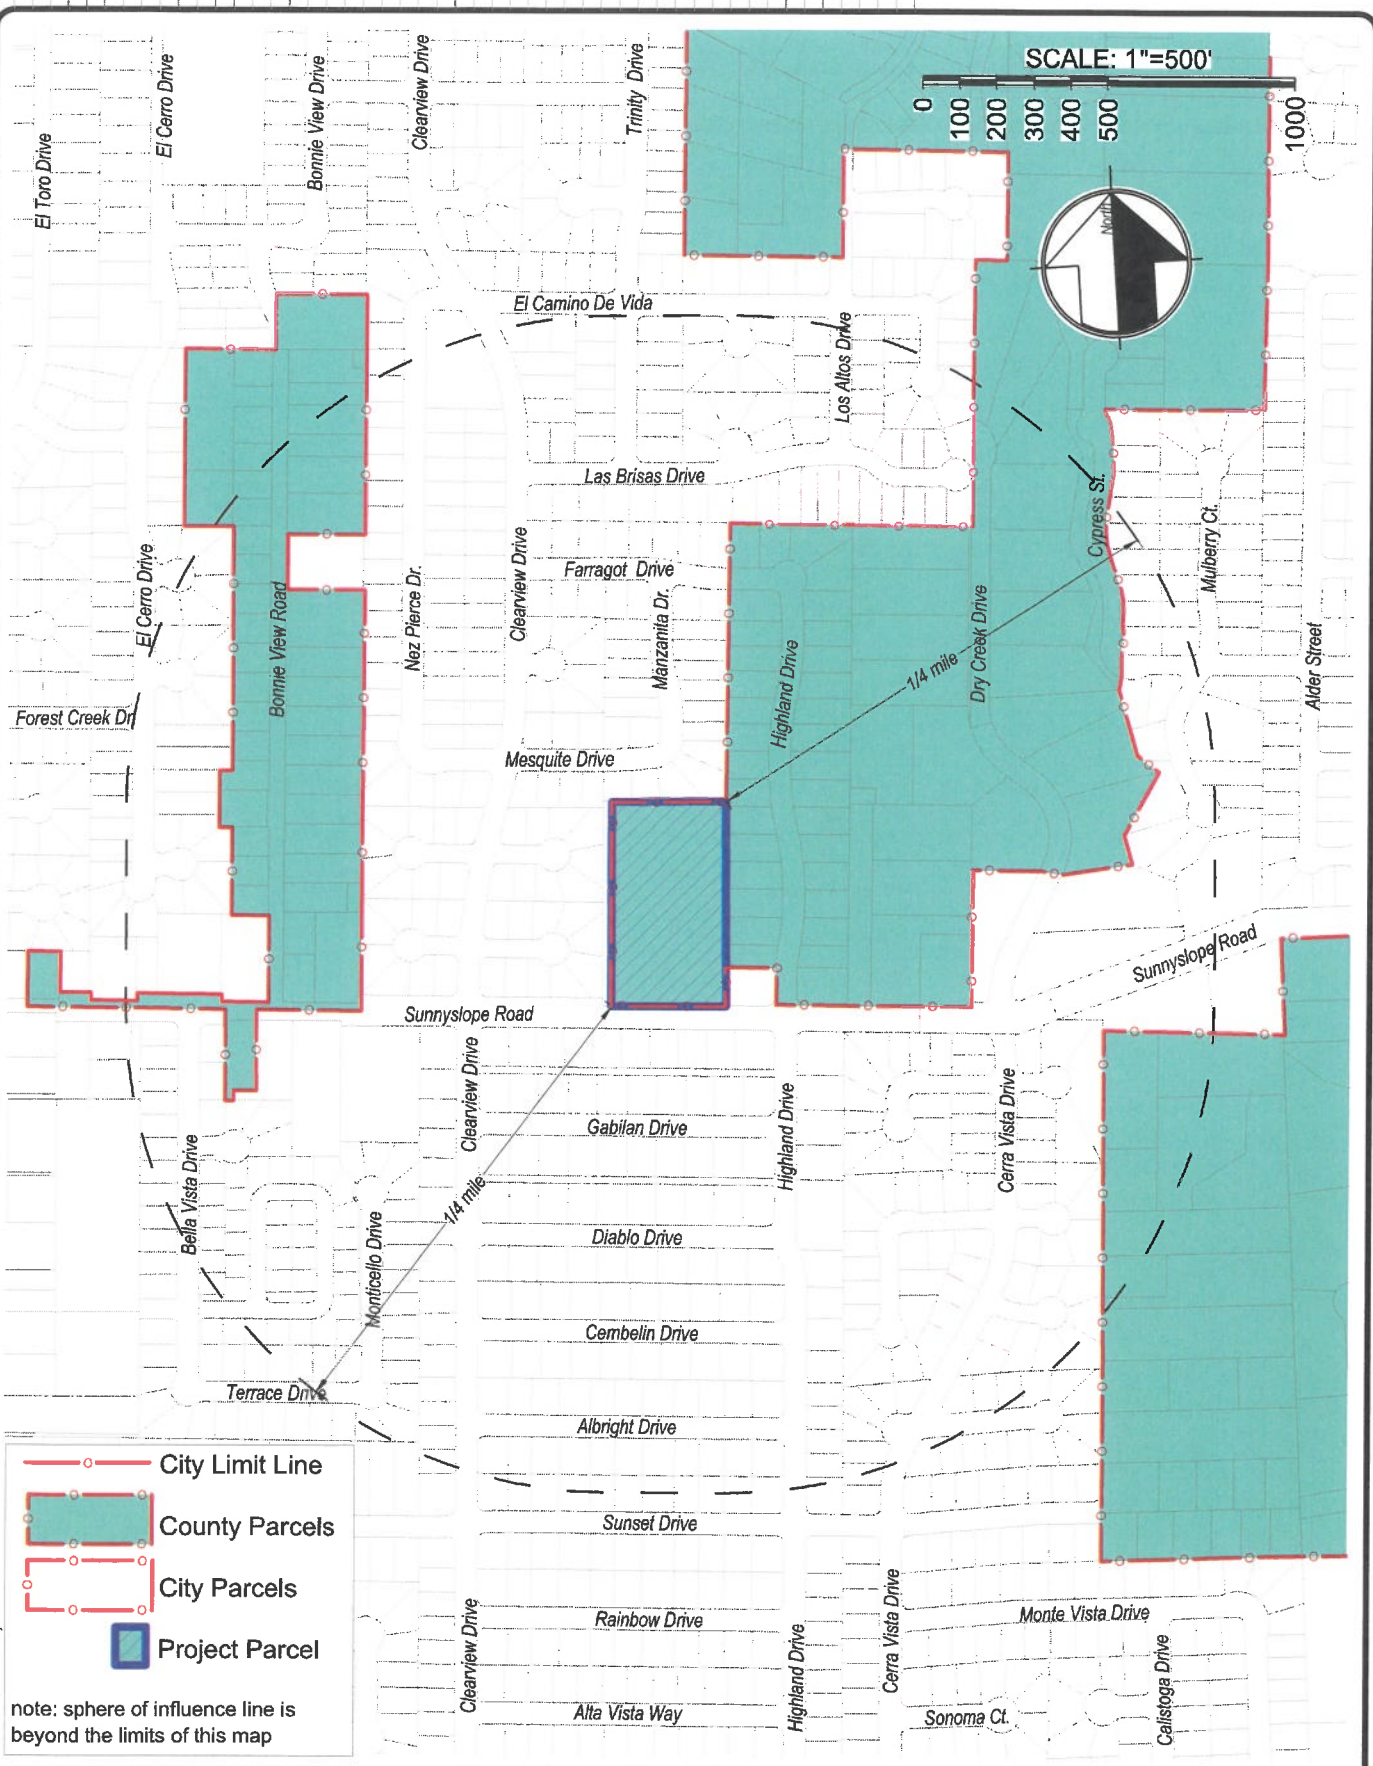 El Toro Drive
El Cerro Drive
Bonnie View Drive
Clearview Drive
Trinity Drive
SCALE: 1"=500'
0
100
200
300
400
500
1000
North
El Camino De Vida
Los Altos Drive
Las Brisas Drive
Cypress St.
Mulberry Ct.
El Cerro Drive
Bonnie View Road
Nez Pierce Dr.
Clearview Drive
Farragot Drive
Manzanita Dr.
Highland Drive
1/4 mile
Dry Creek Drive
Alder Street
Forest Creek Dr
Mesquite Drive
Sunnyslope Road
Sunnyslope Road
Clearview Drive
Gabilan Drive
Highland Drive
Cerra Vista Drive
Bella Vista Drive
1/4 mile
Diablo Drive
Monticello Drive
Cembelin Drive
Terrace Drive
Albright Drive
Sunset Drive
Rainbow Drive
Clearview Drive
Highland Drive
Cerra Vista Drive
Monte Vista Drive
Calistoga Drive
Alta Vista Way
Sonoma Ct.
City Limit Line
County Parcels
City Parcels
Project Parcel
note: sphere of influence line is
beyond the limits of this map